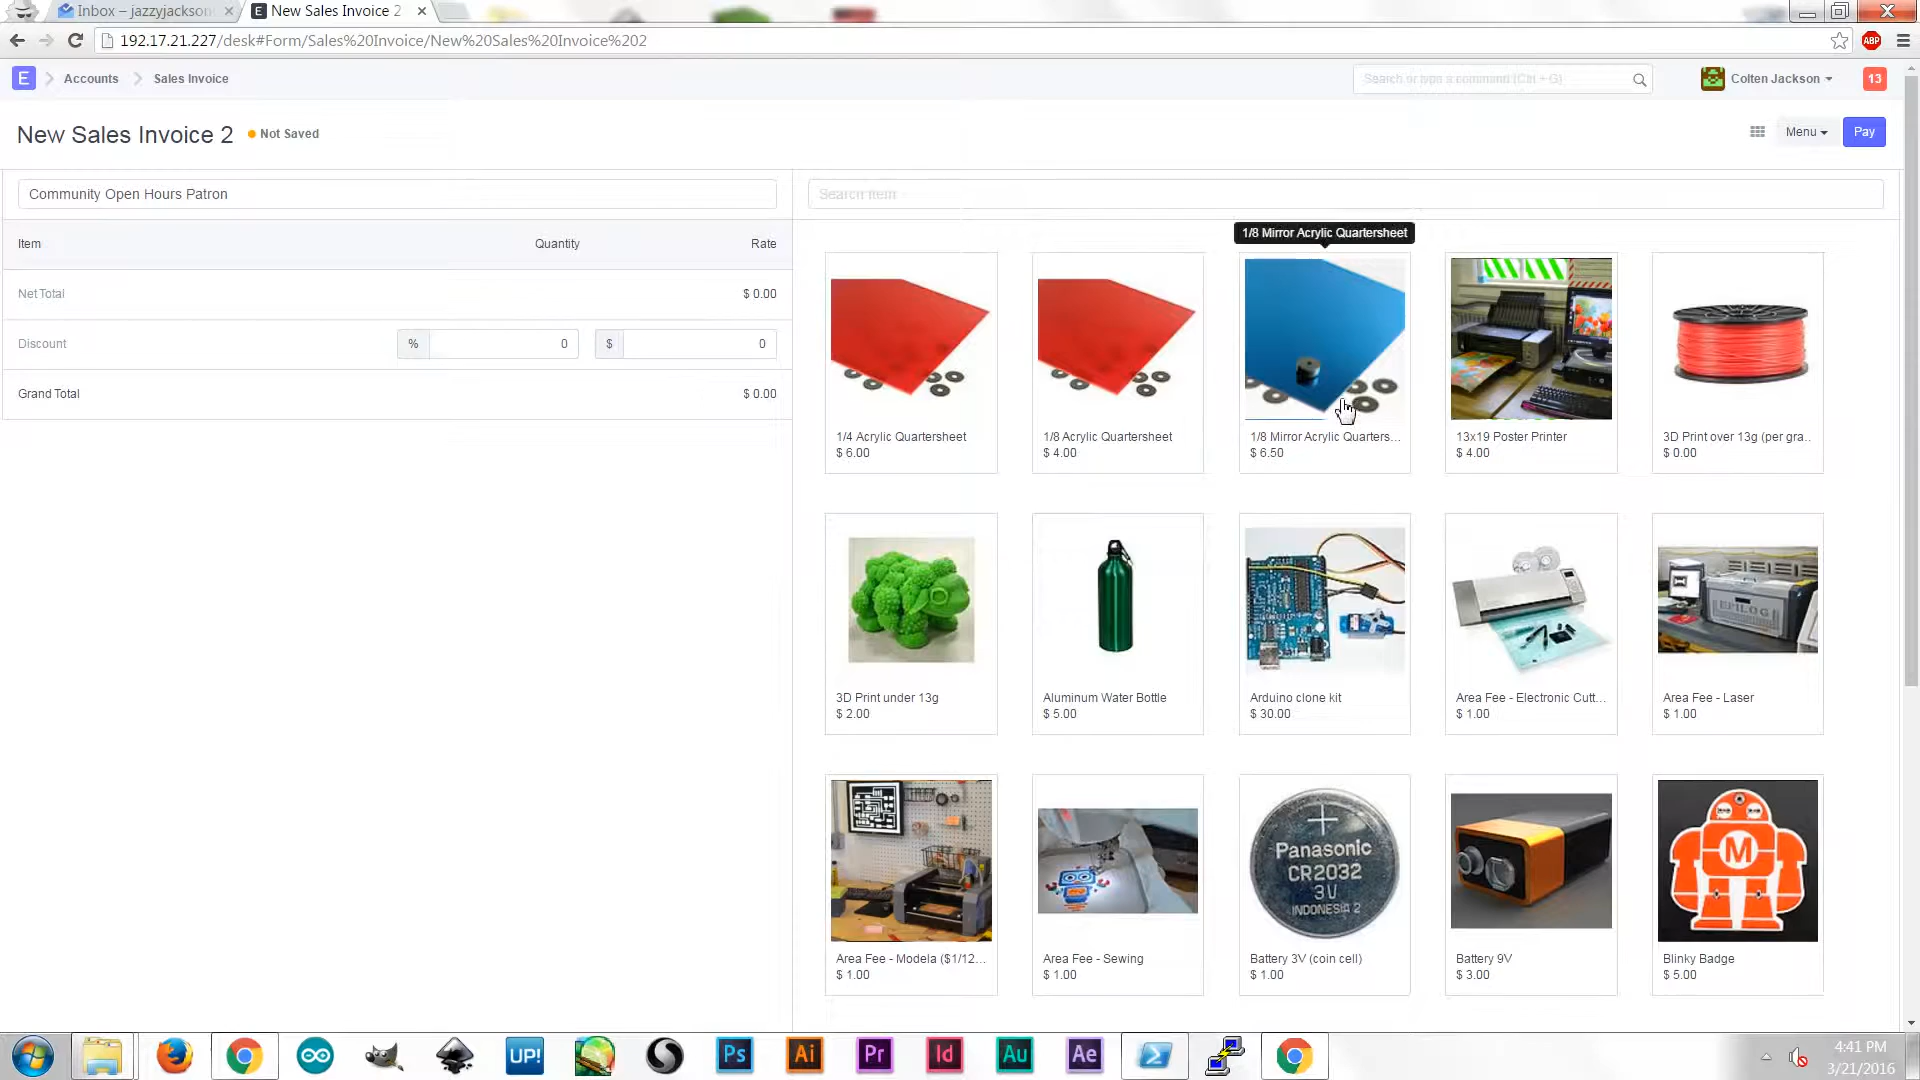 Inbox – jazzyjackson
New Sales Invoice 2
192.17.21.227/desk#Form/Sales%20Invoice/New%20Sales%20Invoice%202
ABP
E
Accounts
Sales Invoice
Search or type a command (Ctrl + G)
Colten Jackson
13
New Sales Invoice 2
Not Saved
Menu
Pay
Community Open Hours Patron
Search Item
Item
Quantity
Rate
Net Total
$ 0.00
Discount
%
0
$
0
Grand Total
$ 0.00
1/8 Mirror Acrylic Quartersheet
1/4 Acrylic Quartersheet
$ 6.00
1/8 Acrylic Quartersheet
$ 4.00
1/8 Mirror Acrylic Quarters...
$ 6.50
13x19 Poster Printer
$ 4.00
3D Print over 13g (per gra..
$ 0.00
3D Print under 13g
$ 2.00
Aluminum Water Bottle
$ 5.00
Arduino clone kit
$ 30.00
Area Fee - Electronic Cutt...
$ 1.00
EPILOG
Area Fee - Laser
$ 1.00
Area Fee - Modela ($1/12...
$ 1.00
Area Fee - Sewing
$ 1.00
Panasonic
CR2032
3V
INDONESIA 2
Battery 3V (coin cell)
$ 1.00
Battery 9V
$ 3.00
M
Blinky Badge
$ 5.00
UP!
Ps
Ai
Pr
Id
Au
Ae
4:41 PM
3/21/2016